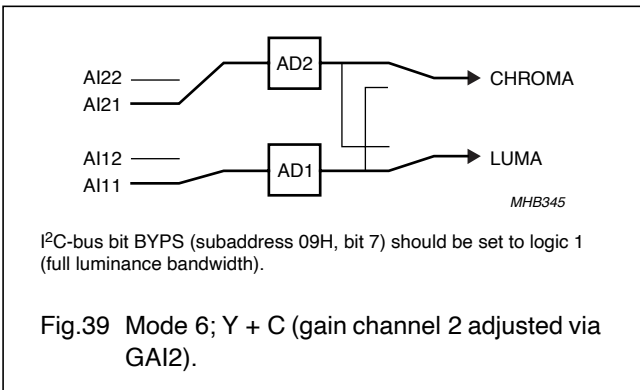 AI22
AI21
AD2
CHROMA
AI12
AI11
AD1
LUMA
MHB345
I²C-bus bit BYPS (subaddress 09H, bit 7) should be set to logic 1
(full luminance bandwidth).
Fig.39 Mode 6; Y + C (gain channel 2 adjusted via
GAI2).